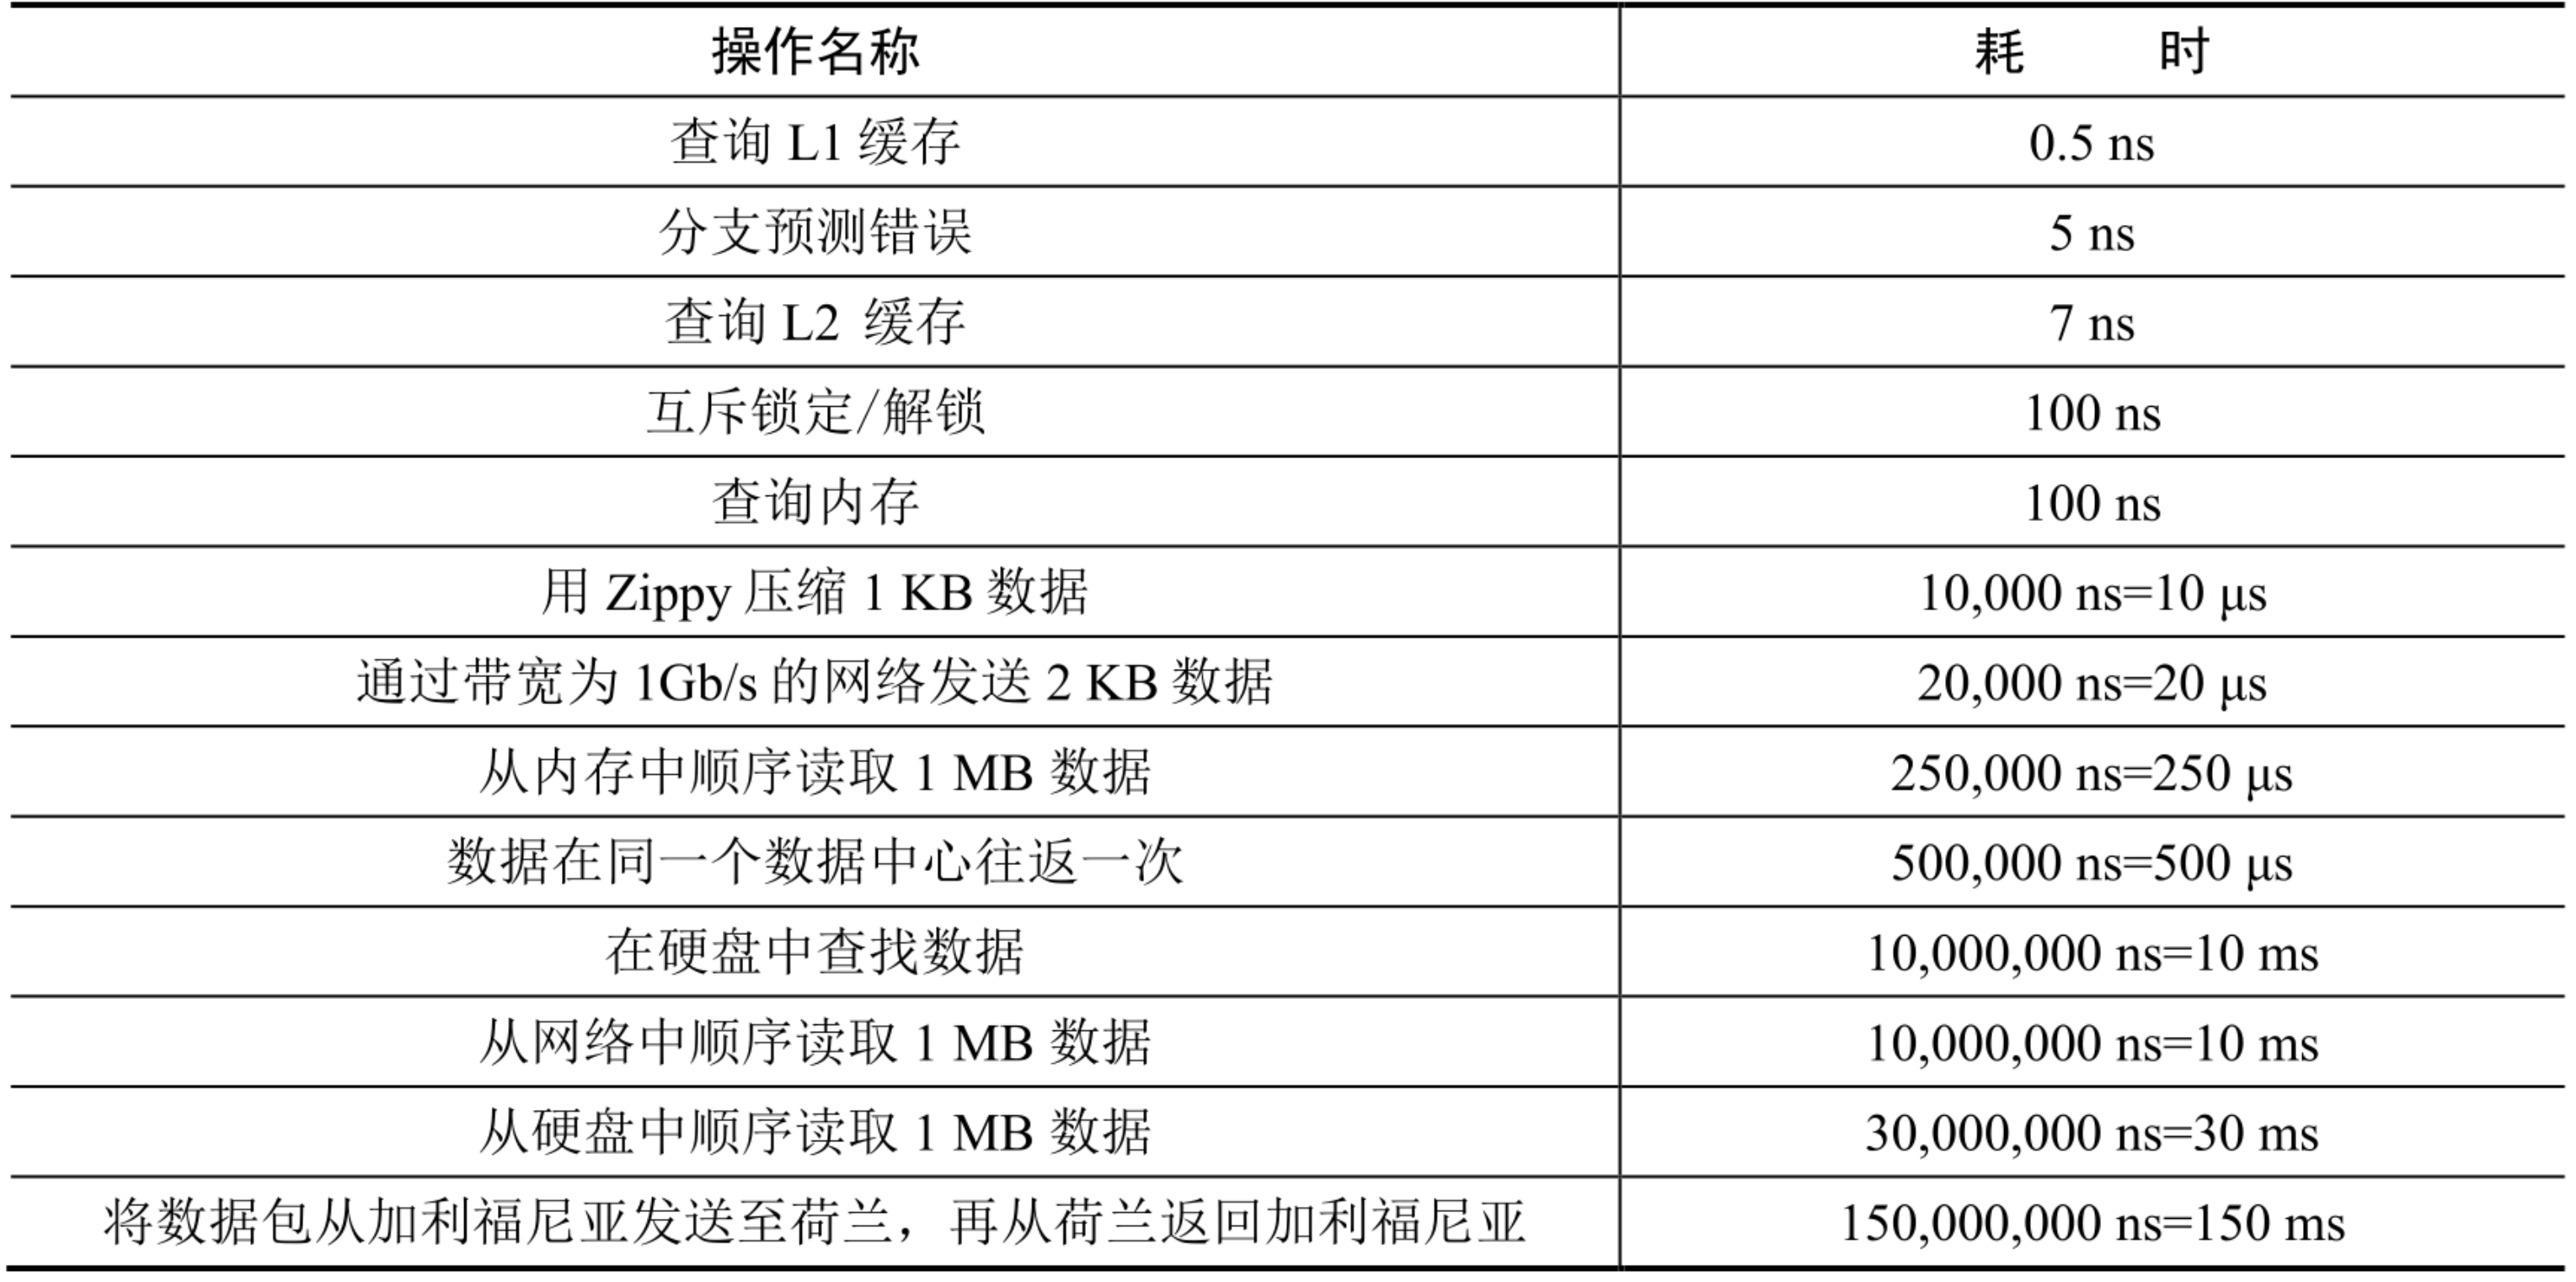 操作名称 耗 时
查询 L1 缓存 0.5 ns
分支预测错误 5 ns
查询 L2 缓存 7 ns
互斥锁定/解锁 100 ns
查询内存 100 ns
用 Zippy 压缩 1 KB 数据 10,000 ns=10 μs
通过带宽为 1Gb/s 的网络发送 2 KB 数据 20,000 ns=20 μs
从内存中顺序读取 1 MB 数据 250,000 ns=250 μs
数据在同一个数据中心往返一次 500,000 ns=500 μs
在硬盘中查找数据 10,000,000 ns=10 ms
从网络中顺序读取 1 MB 数据 10,000,000 ns=10 ms
从硬盘中顺序读取 1 MB 数据 30,000,000 ns=30 ms
将数据包从加利福尼亚发送至荷兰，再从荷兰返回加利福尼亚 150,000,000 ns=150 ms